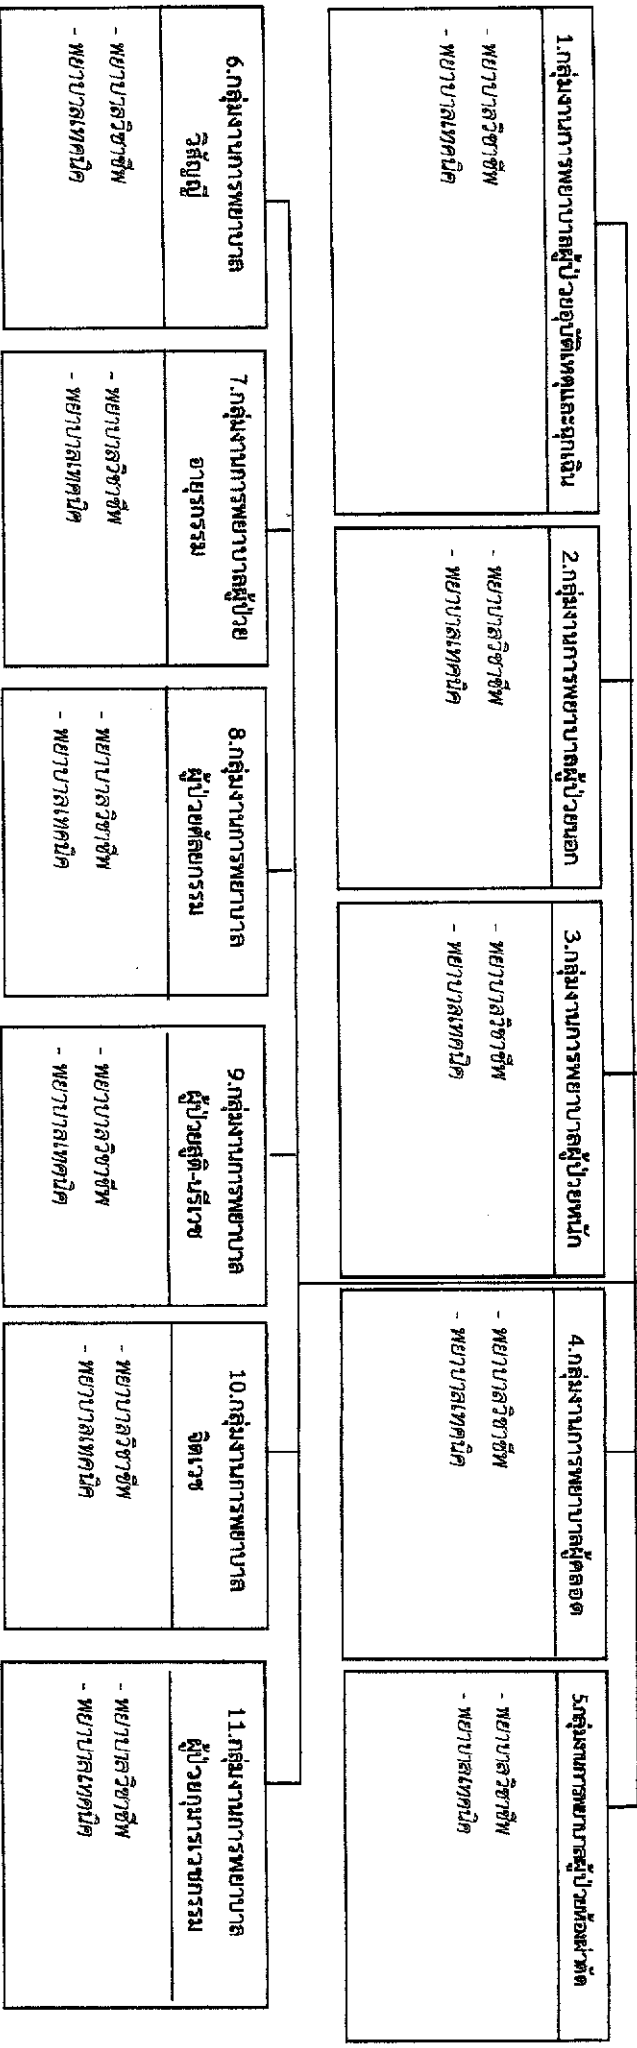 1.กลุ่มงานการพยาบาลผู้ป่วยอุบัติเหตุและฉุกเฉิน
- พยาบาลวิชาชีพ
- พยาบาลเทคนิค
2.กลุ่มงานการพยาบาลผู้ป่วยนอก
- พยาบาลวิชาชีพ
- พยาบาลเทคนิค
3.กลุ่มงานการพยาบาลผู้ป่วยหนัก
- พยาบาลวิชาชีพ
- พยาบาลเทคนิค
4.กลุ่มงานการพยาบาลผู้คลอด
- พยาบาลวิชาชีพ
- พยาบาลเทคนิค
5.กลุ่มงานการพยาบาลผู้ป่วยห้องผ่าตัด
- พยาบาลวิชาชีพ
- พยาบาลเทคนิค
6.กลุ่มงานการพยาบาล
วิสัญญี
- พยาบาลวิชาชีพ
- พยาบาลเทคนิค
7.กลุ่มงานการพยาบาลผู้ป่วย
อายุรกรรม
- พยาบาลวิชาชีพ
- พยาบาลเทคนิค
8.กลุ่มงานการพยาบาล
ผู้ป่วยศัลยกรรม
- พยาบาลวิชาชีพ
- พยาบาลเทคนิค
9.กลุ่มงานการพยาบาล
ผู้ป่วยสูติ-นรีเวช
- พยาบาลวิชาชีพ
- พยาบาลเทคนิค
10.กลุ่มงานการพยาบาล
จิตเวช
- พยาบาลวิชาชีพ
- พยาบาลเทคนิค
11.กลุ่มงานการพยาบาล
ผู้ป่วยกุมารเวชกรรม
- พยาบาลวิชาชีพ
- พยาบาลเทคนิค